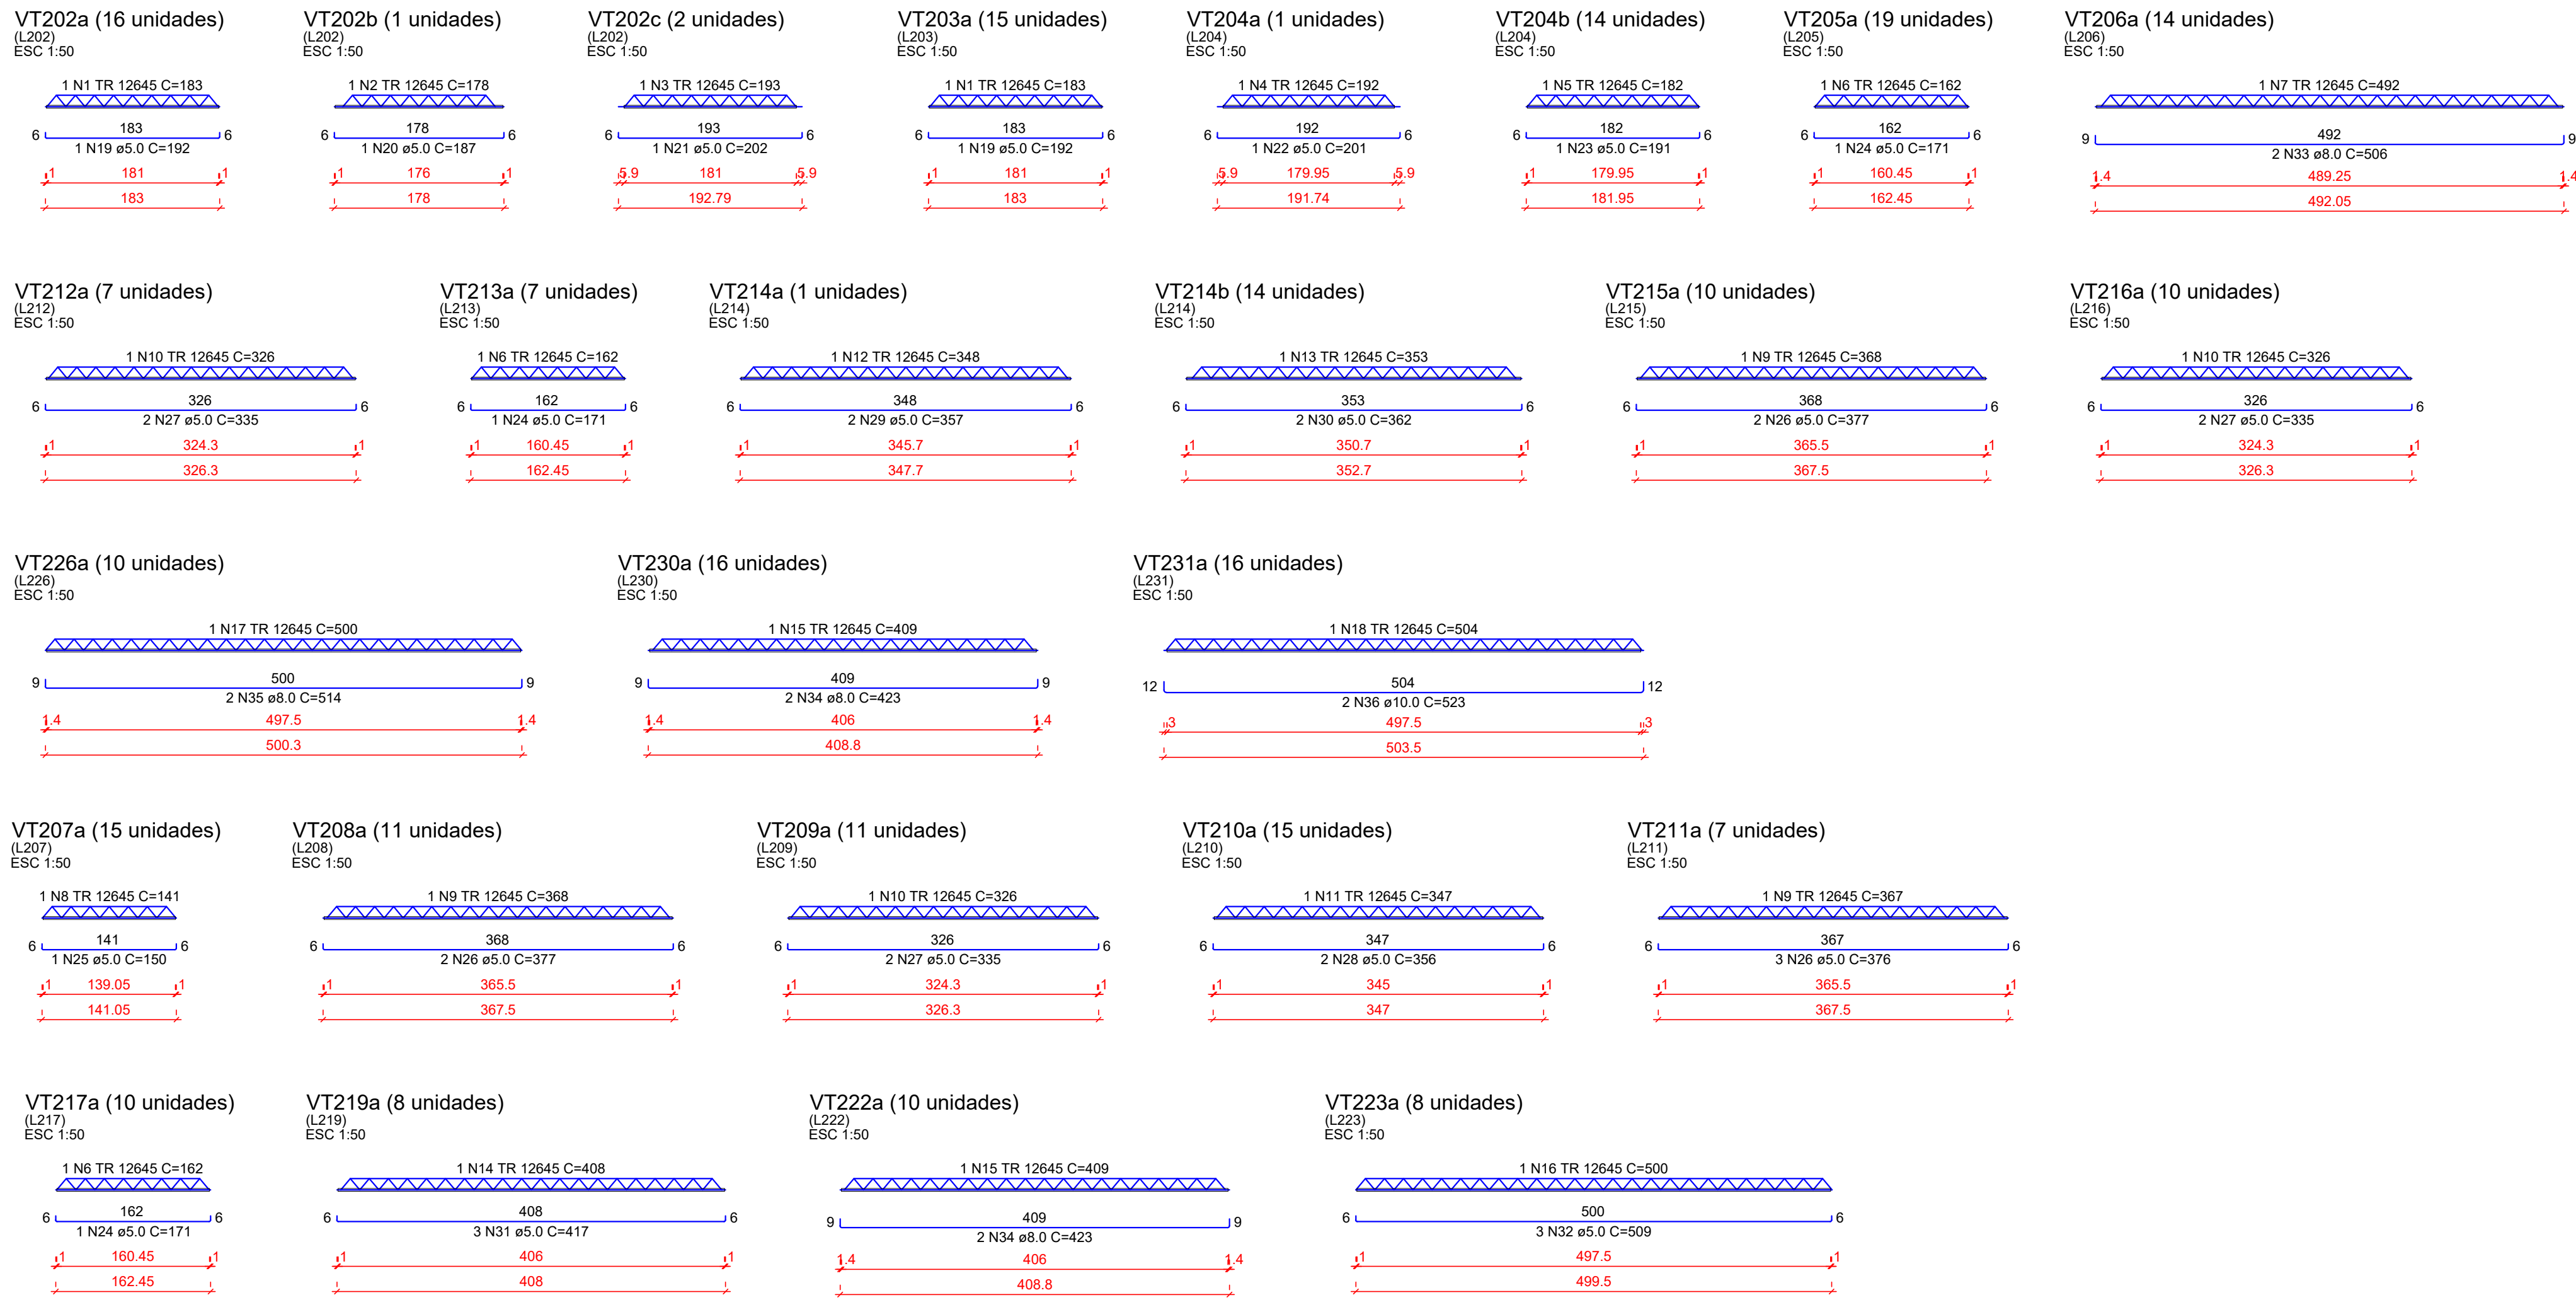 VT202a (16 unidades)
(L202)
ESC 1:50
1 N1 TR 12645 C=183
6 183 6
1 N19 ø5.0 C=192
1 181 1
183
VT202b (1 unidades)
(L202)
ESC 1:50
1 N2 TR 12645 C=178
6 178 6
1 N20 ø5.0 C=187
1 176 1
178
VT202c (2 unidades)
(L202)
ESC 1:50
1 N3 TR 12645 C=193
6 193 6
1 N21 ø5.0 C=202
5.9 181 5.9
192.79
VT203a (15 unidades)
(L203)
ESC 1:50
1 N1 TR 12645 C=183
6 183 6
1 N19 ø5.0 C=192
1 181 1
183
VT204a (1 unidades)
(L204)
ESC 1:50
1 N4 TR 12645 C=192
6 192 6
1 N22 ø5.0 C=201
5.9 179.95 5.9
191.74
VT204b (14 unidades)
(L204)
ESC 1:50
1 N5 TR 12645 C=182
6 182 6
1 N23 ø5.0 C=191
1 179.95 1
181.95
VT205a (19 unidades)
(L205)
ESC 1:50
1 N6 TR 12645 C=162
6 162 6
1 N24 ø5.0 C=171
1 160.45 1
162.45
VT206a (14 unidades)
(L206)
ESC 1:50
1 N7 TR 12645 C=492
9 492 9
2 N33 ø8.0 C=506
1.4 489.25 1.4
492.05
VT212a (7 unidades)
(L212)
ESC 1:50
1 N10 TR 12645 C=326
6 326 6
2 N27 ø5.0 C=335
1 324.3 1
326.3
VT213a (7 unidades)
(L213)
ESC 1:50
1 N6 TR 12645 C=162
6 162 6
1 N24 ø5.0 C=171
1 160.45 1
162.45
VT214a (1 unidades)
(L214)
ESC 1:50
1 N12 TR 12645 C=348
6 348 6
2 N29 ø5.0 C=357
1 345.7 1
347.7
VT214b (14 unidades)
(L214)
ESC 1:50
1 N13 TR 12645 C=353
6 353 6
2 N30 ø5.0 C=362
1 350.7 1
352.7
VT215a (10 unidades)
(L215)
ESC 1:50
1 N9 TR 12645 C=368
6 368 6
2 N26 ø5.0 C=377
1 365.5 1
367.5
VT216a (10 unidades)
(L216)
ESC 1:50
1 N10 TR 12645 C=326
6 326 6
2 N27 ø5.0 C=335
1 324.3 1
326.3
VT226a (10 unidades)
(L226)
ESC 1:50
1 N17 TR 12645 C=500
9 500 9
2 N35 ø8.0 C=514
1.4 497.5 1.4
500.3
VT230a (16 unidades)
(L230)
ESC 1:50
1 N15 TR 12645 C=409
9 409 9
2 N34 ø8.0 C=423
1.4 406 1.4
408.8
VT231a (16 unidades)
(L231)
ESC 1:50
1 N18 TR 12645 C=504
12 504 12
2 N36 ø10.0 C=523
3 497.5 3
503.5
VT207a (15 unidades)
(L207)
ESC 1:50
1 N8 TR 12645 C=141
6 141 6
1 N25 ø5.0 C=150
1 139.05 1
141.05
VT208a (11 unidades)
(L208)
ESC 1:50
1 N9 TR 12645 C=368
6 368 6
2 N26 ø5.0 C=377
1 365.5 1
367.5
VT209a (11 unidades)
(L209)
ESC 1:50
1 N10 TR 12645 C=326
6 326 6
2 N27 ø5.0 C=335
1 324.3 1
326.3
VT210a (15 unidades)
(L210)
ESC 1:50
1 N11 TR 12645 C=347
6 347 6
2 N28 ø5.0 C=356
1 345 1
347
VT211a (7 unidades)
(L211)
ESC 1:50
1 N9 TR 12645 C=367
6 367 6
3 N26 ø5.0 C=376
1 365.5 1
367.5
VT217a (10 unidades)
(L217)
ESC 1:50
1 N6 TR 12645 C=162
6 162 6
1 N24 ø5.0 C=171
1 160.45 1
162.45
VT219a (8 unidades)
(L219)
ESC 1:50
1 N14 TR 12645 C=408
6 408 6
3 N31 ø5.0 C=417
1 406 1
408
VT222a (10 unidades)
(L222)
ESC 1:50
1 N15 TR 12645 C=409
9 409 9
2 N34 ø8.0 C=423
1.4 406 1.4
408.8
VT223a (8 unidades)
(L223)
ESC 1:50
1 N16 TR 12645 C=500
6 500 6
3 N32 ø5.0 C=509
1 497.5 1
499.5